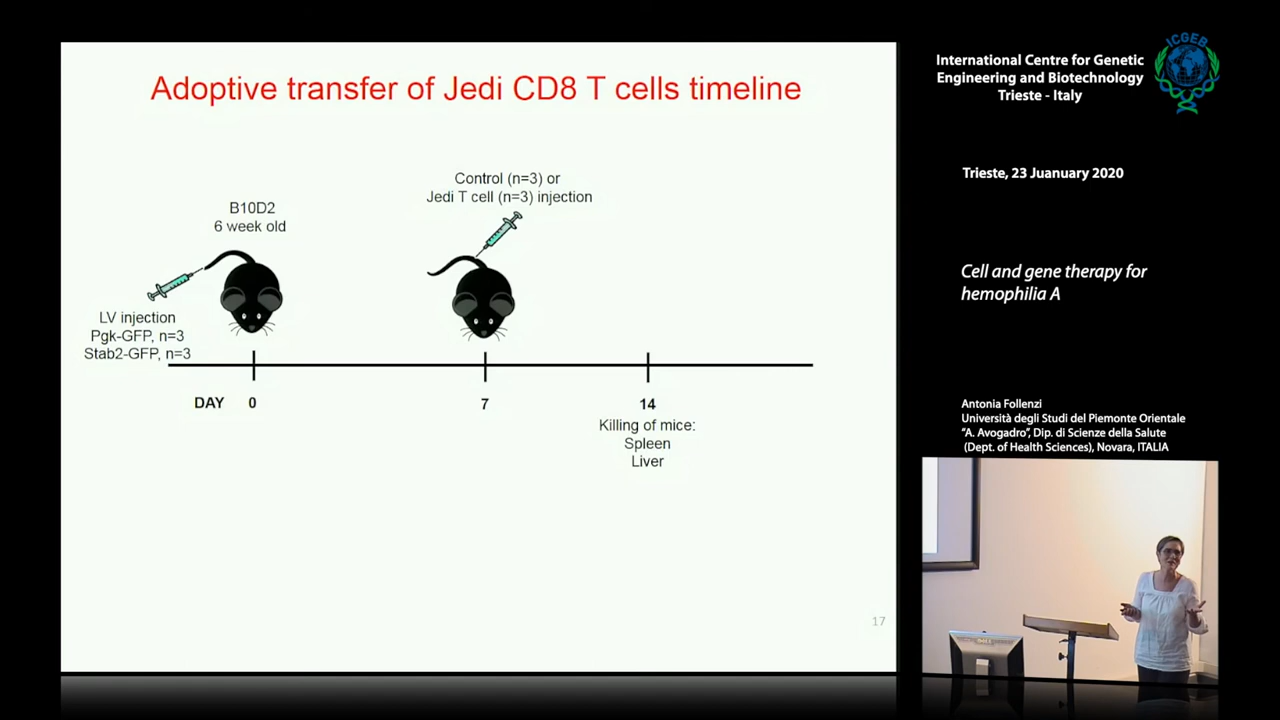 Adoptive transfer of Jedi CD8 T cells timeline
Control (n=3) or
Jedi T cell (n=3) injection
B10D2
6 week old
LV injection
Pgk-GFP, n=3
Stab2-GFP, n=3
DAY 0 7 14
Killing of mice:
Spleen
Liver
17
International Centre for Genetic
Engineering and Biotechnology
Trieste - Italy
ICGEB
Trieste, 23 Juanuary 2020
Cell and gene therapy for
hemophilia A
Antonia Follenzi
Università degli Studi del Piemonte Orientale
“A. Avogadro”, Dip. di Scienze della Salute
(Dept. of Health Sciences), Novara, ITALIA
DELL